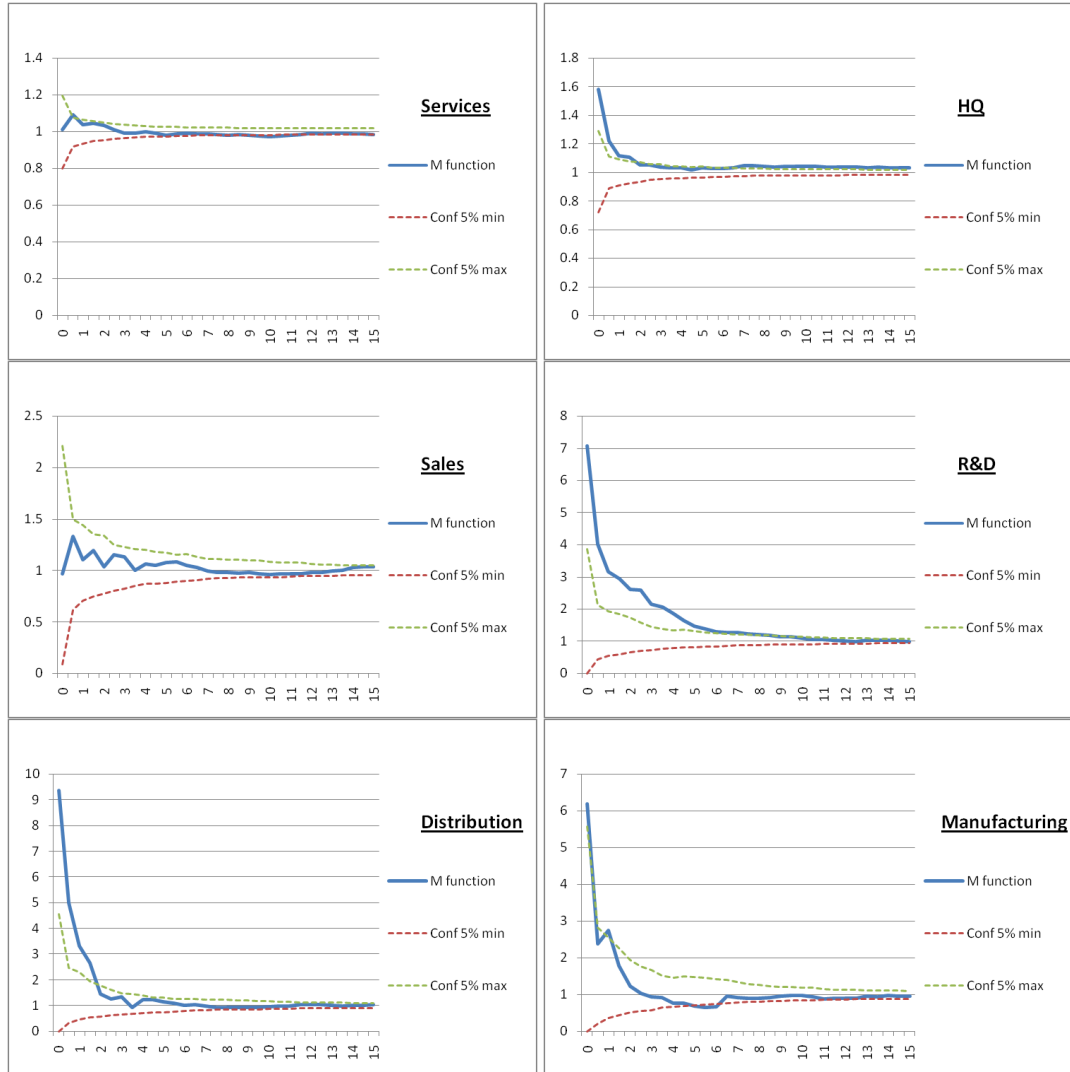 1.4
1.2
1
0.8
0.6
0.4
0.2
0
0 1 2 3 4 5 6 7 8 9 10 11 12 13 14 15
Services
M function
Conf 5% min
Conf 5% max
1.8
1.6
1.4
1.2
1
0.8
0.6
0.4
0.2
0
0 1 2 3 4 5 6 7 8 9 10 11 12 13 14 15
HQ
M function
Conf 5% min
Conf 5% max
2.5
2
1.5
1
0.5
0
0 1 2 3 4 5 6 7 8 9 10 11 12 13 14 15
Sales
M function
Conf 5% min
Conf 5% max
8
7
6
5
4
3
2
1
0
0 1 2 3 4 5 6 7 8 9 10 11 12 13 14 15
R&D
M function
Conf 5% min
Conf 5% max
10
9
8
7
6
5
4
3
2
1
0
0 1 2 3 4 5 6 7 8 9 10 11 12 13 14 15
Distribution
M function
Conf 5% min
Conf 5% max
7
6
5
4
3
2
1
0
0 1 2 3 4 5 6 7 8 9 10 11 12 13 14 15
Manufacturing
M function
Conf 5% min
Conf 5% max